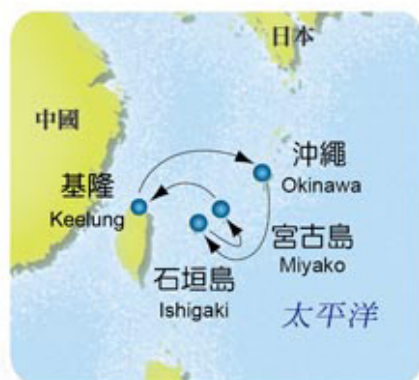 日本
中國
沖繩
Okinawa
基隆
Keelung
宮古島
Miyako
石垣島
Ishigaki
太平洋